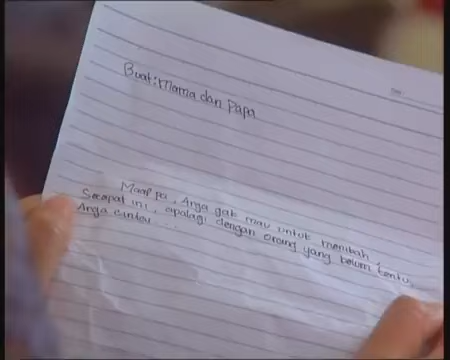 Buat: Mama dan Papa
Maaf pa, Arga gak mau untuk menikah
Secepat ini, apalagi dengan orang yang belum tentu
Arga cintai ...